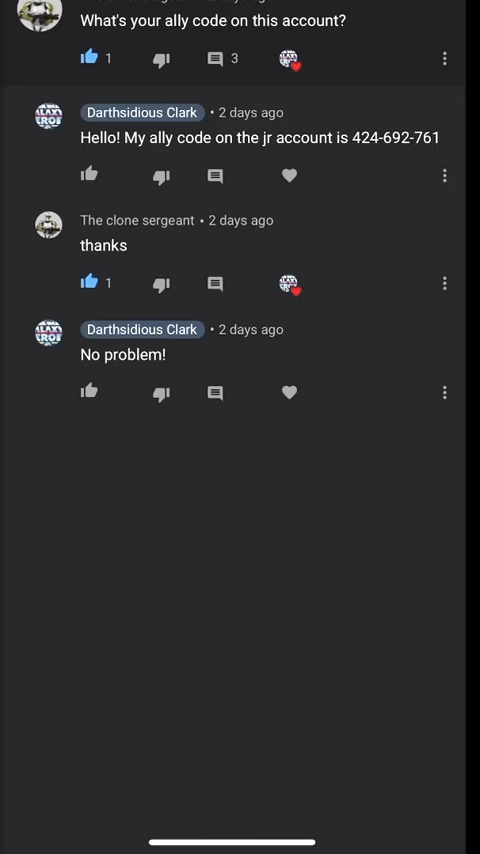 What's your ally code on this account?
1
3
Darthsidious Clark • 2 days ago
Hello! My ally code on the jr account is 424-692-761
The clone sergeant • 2 days ago
thanks
1
Darthsidious Clark • 2 days ago
No problem!